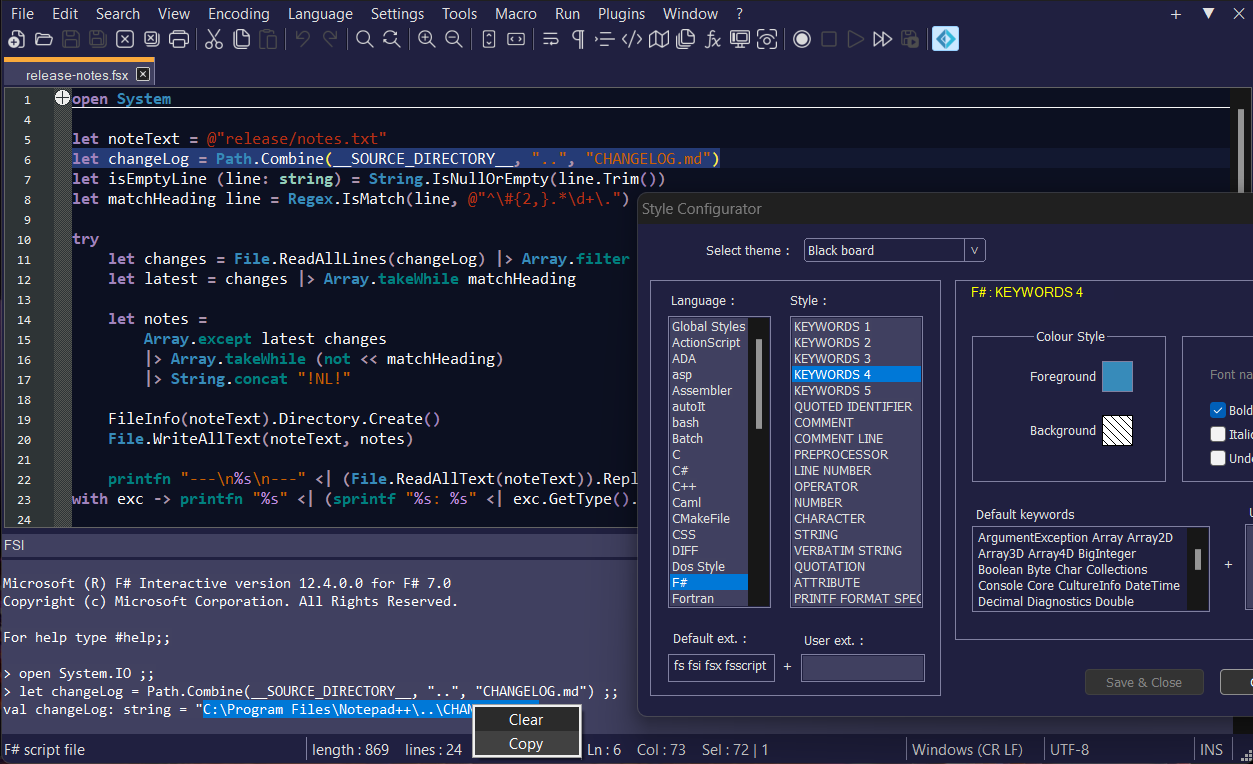 File Edit Search View Encoding Language Settings Tools Macro Run Plugins Window ? + ▼ ×
release-notes.fsx
1 open System
4
5 let noteText = @"release/notes.txt"
6 let changeLog = Path.Combine(__SOURCE_DIRECTORY__, "..", "CHANGELOG.md")
7 let isEmptyLine (line: string) = String.IsNullOrEmpty(line.Trim())
8 let matchHeading line = Regex.IsMatch(line, @"^\#{2,}.*\d+\.")
9
10 try
11 let changes = File.ReadAllLines(changeLog) |> Array.filter
12 let latest = changes |> Array.takeWhile matchHeading
13
14 let notes =
15 Array.except latest changes
16 |> Array.takeWhile (not << matchHeading)
17 |> String.concat "!NL!"
18
19 FileInfo(noteText).Directory.Create()
20 File.WriteAllText(noteText, notes)
21
22 printfn "---\n%s\n---" <| (File.ReadAllText(noteText)).Repl
23 with exc -> printfn "%s" <| (sprintf "%s: %s" <| exc.GetType().
24
FSI
Microsoft (R) F# Interactive version 12.4.0.0 for F# 7.0
Copyright (c) Microsoft Corporation. All Rights Reserved.
For help type #help;;
> open System.IO ;;
> let changeLog = Path.Combine(__SOURCE_DIRECTORY__, "..", "CHANGELOG.md") ;;
val changeLog: string = "C:\Program Files\Notepad++\..\CHAN
Clear
Copy
Style Configurator
Select theme : Black board
Language :
Global Styles
ActionScript
ADA
asp
Assembler
autoIt
bash
Batch
C
C#
C++
Caml
CMakeFile
CSS
DIFF
Dos Style
F#
Fortran
Style :
KEYWORDS 1
KEYWORDS 2
KEYWORDS 3
KEYWORDS 4
KEYWORDS 5
QUOTED IDENTIFIER
COMMENT
COMMENT LINE
PREPROCESSOR
LINE NUMBER
OPERATOR
NUMBER
CHARACTER
STRING
VERBATIM STRING
QUOTATION
ATTRIBUTE
PRINTF FORMAT SPEC
Default ext. : User ext. :
fs fsi fsx fsscript +
F# : KEYWORDS 4
Colour Style
Foreground
Background
Font na
Bold
Italic
Unde
Default keywords
ArgumentException Array Array2D
Array3D Array4D BigInteger
Boolean Byte Char Collections
Console Core CultureInfo DateTime
Decimal Diagnostics Double
+
Save & Close
F# script file length : 869 lines : 24 Ln : 6 Col : 73 Sel : 72 | 1 Windows (CR LF) UTF-8 INS